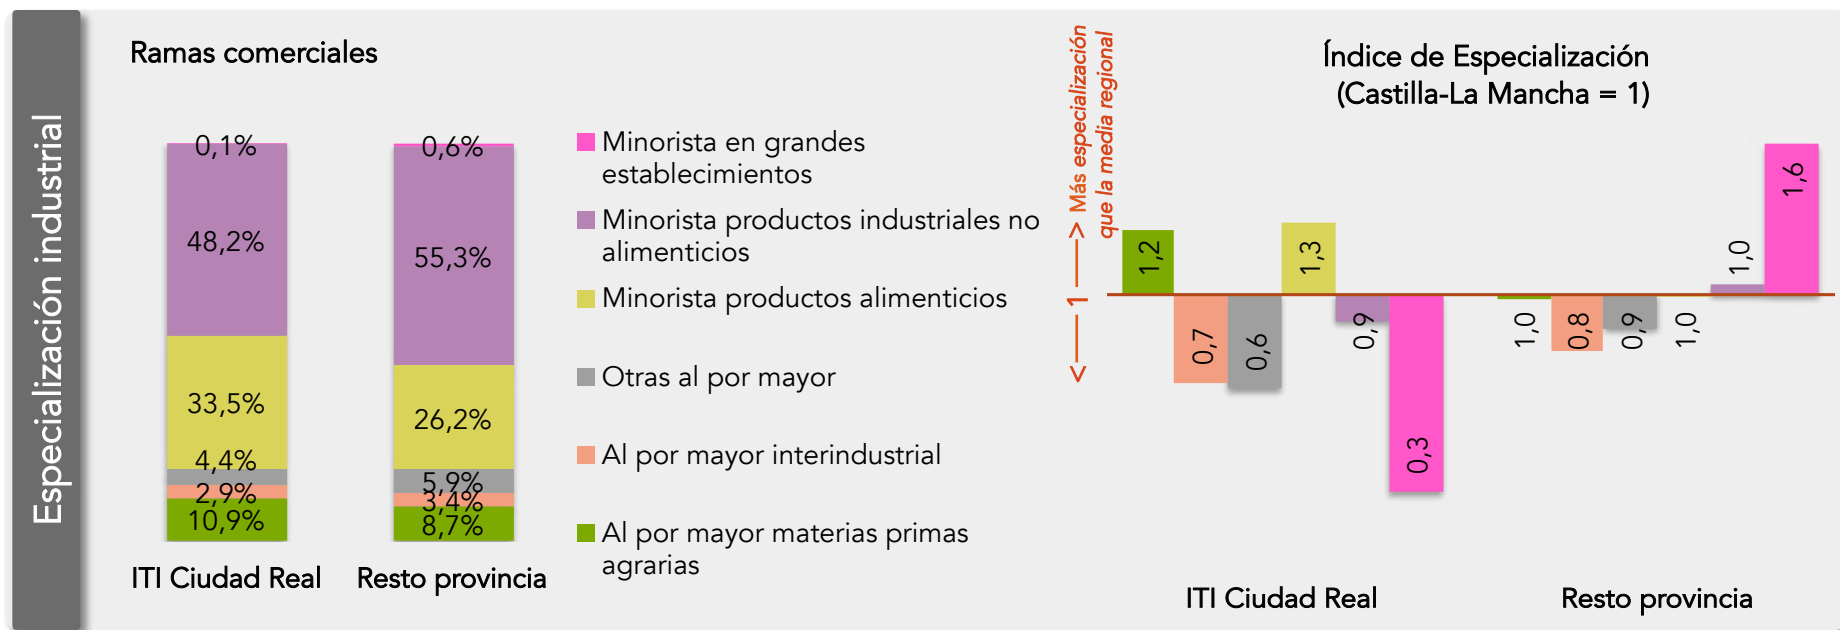 Especialización industrial
Ramas comerciales
0,1%
48,2%
33,5%
4,4%
2,9%
10,9%
ITI Ciudad Real
0,6%
55,3%
26,2%
5,9%
3,4%
8,7%
Resto provincia
Minorista en grandes
establecimientos
Minorista productos industriales no
alimenticios
Minorista productos alimenticios
Otras al por mayor
Al por mayor interindustrial
Al por mayor materias primas
agrarias
Índice de Especialización
(Castilla-La Mancha = 1)
<—— 1 ——> Más especialización
que la media regional
1,2
0,7
0,6
1,3
0,9
0,3
ITI Ciudad Real
1,0
0,8
0,9
1,0
1,0
1,6
Resto provincia